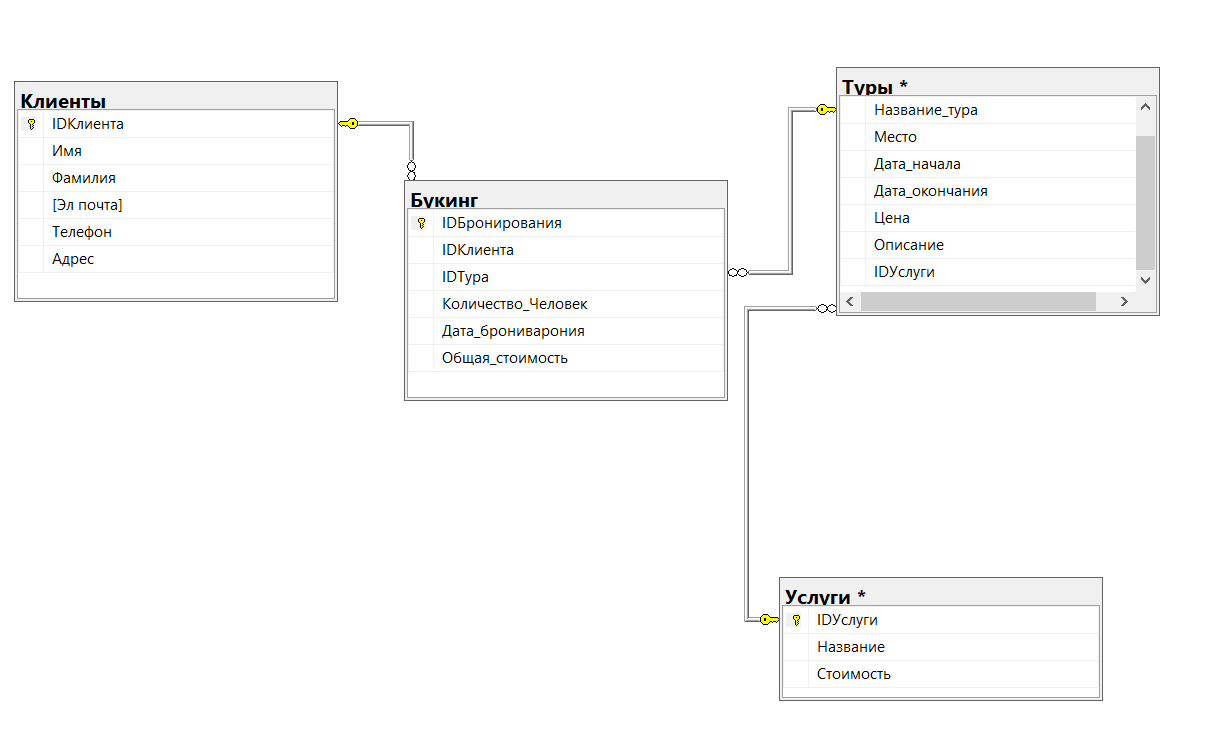 Клиенты
IDКлиента
Имя
Фамилия
[Эл почта]
Телефон
Адрес
Букинг
IDБронирования
IDКлиента
IDТура
Количество_Человек
Дата_брониварония
Общая_стоимость
Туры *
Название_тура
Место
Дата_начала
Дата_окончания
Цена
Описание
IDУслуги
Услуги *
IDУслуги
Название
Стоимость